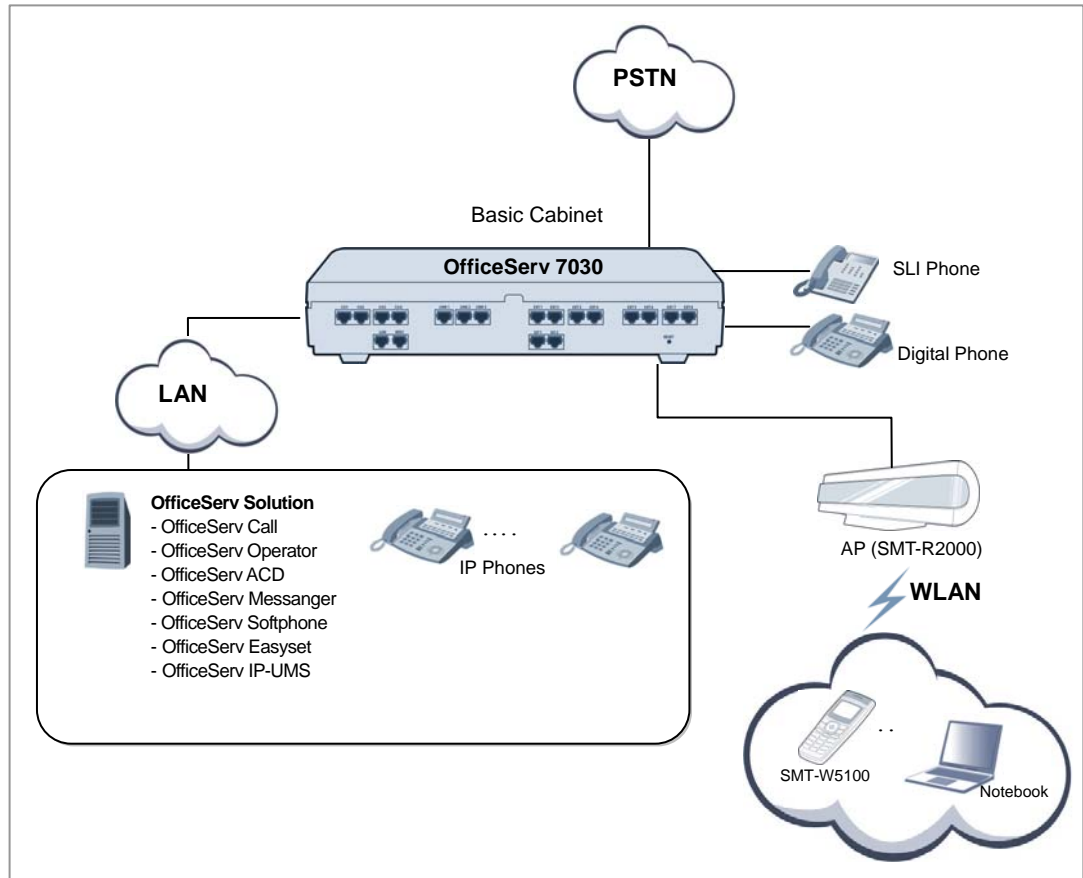 PSTN
Basic Cabinet
OfficeServ 7030
SLI Phone
Digital Phone
LAN
OfficeServ Solution
- OfficeServ Call
- OfficeServ Operator
- OfficeServ ACD
- OfficeServ Messanger
- OfficeServ Softphone
- OfficeServ Easyset
- OfficeServ IP-UMS
. . . .
IP Phones
AP (SMT-R2000)
WLAN
. .
SMT-W5100
Notebook